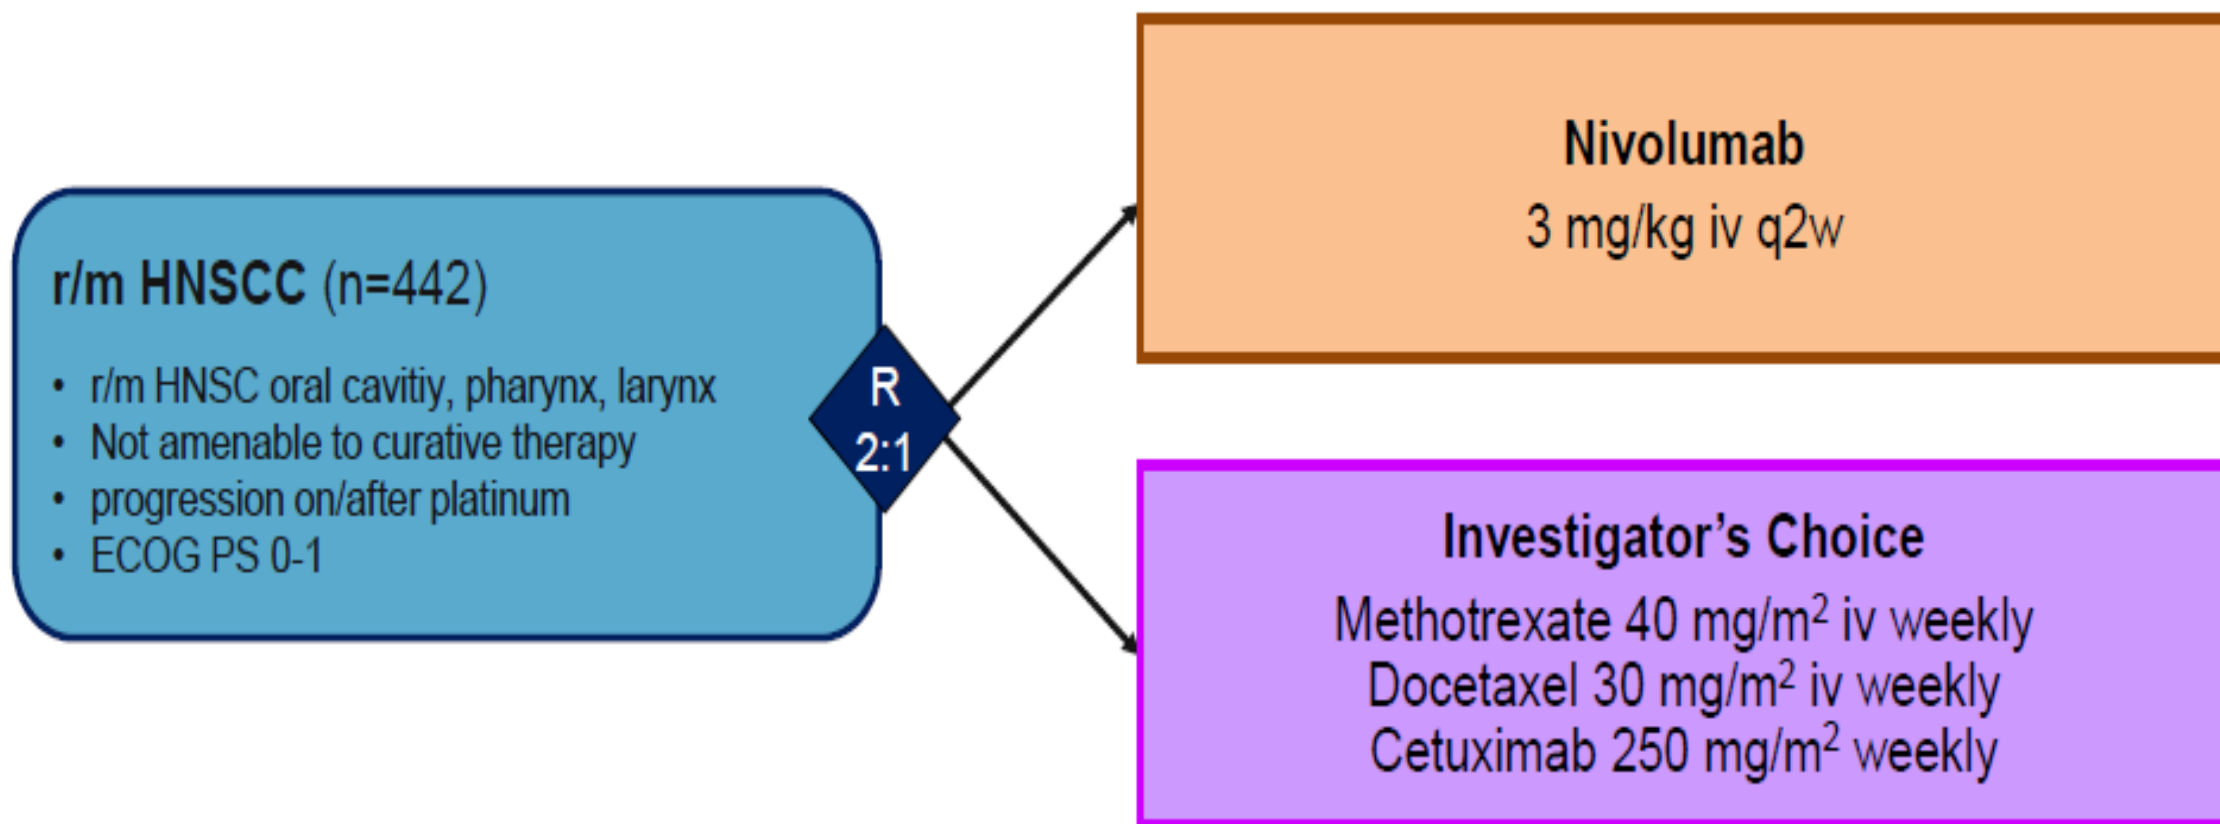 r/m HNSCC (n=442)
• r/m HNSC oral cavitiy, pharynx, larynx
• Not amenable to curative therapy
• progression on/after platinum
• ECOG PS 0-1
R
2:1
Nivolumab
3 mg/kg iv q2w
Investigator’s Choice
Methotrexate 40 mg/m² iv weekly
Docetaxel 30 mg/m² iv weekly
Cetuximab 250 mg/m² weekly